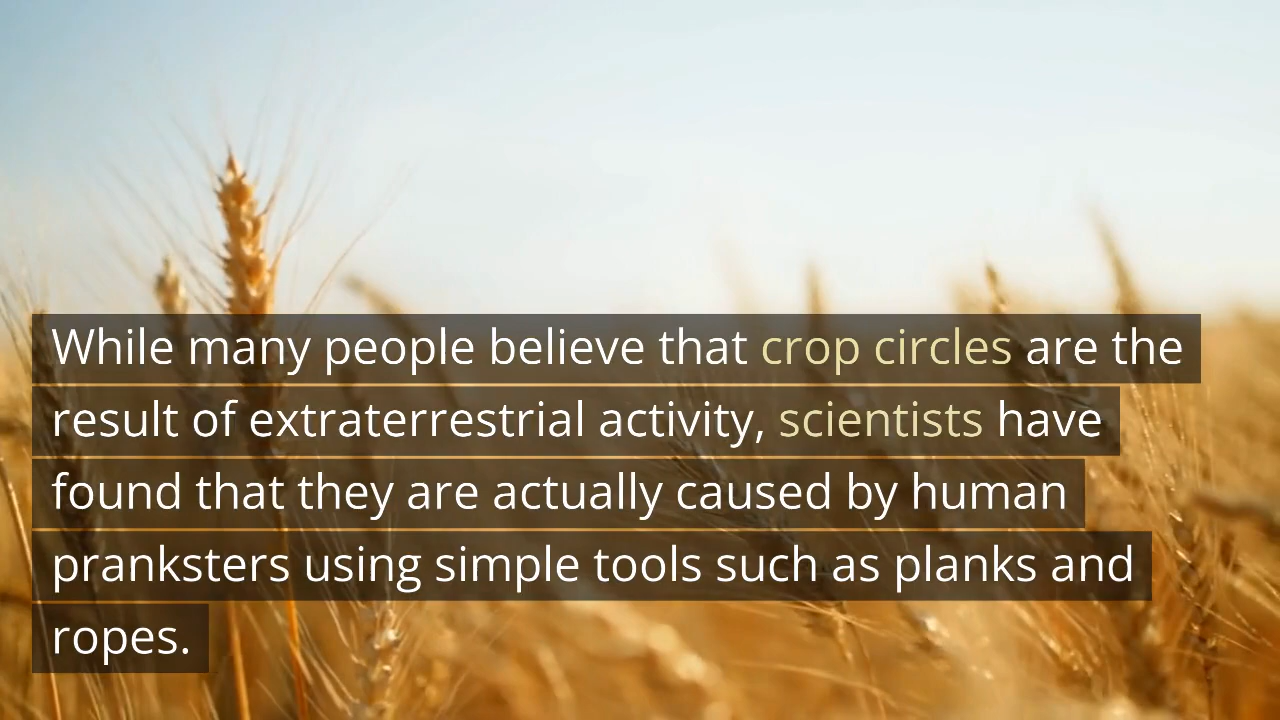 While many people believe that crop circles are the
result of extraterrestrial activity, scientists have
found that they are actually caused by human
pranksters using simple tools such as planks and
ropes.